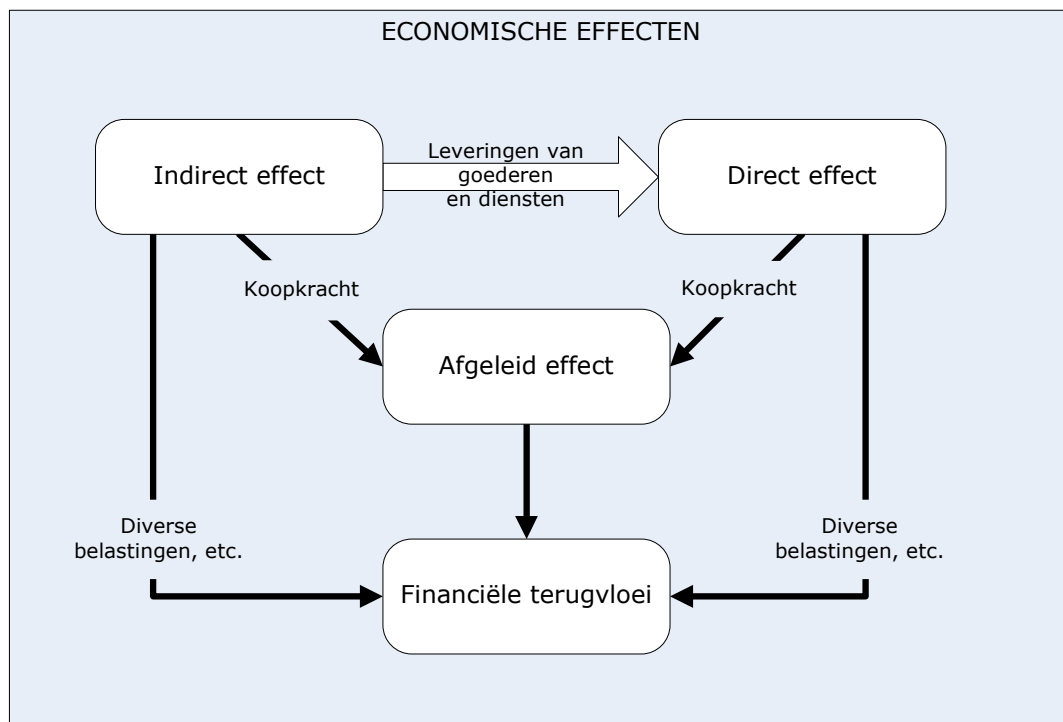 ECONOMISCHE EFFECTEN
Indirect effect
Leveringen van
goederen
en diensten
Direct effect
Koopkracht
Koopkracht
Afgeleid effect
Diverse
belastingen, etc.
Diverse
belastingen, etc.
Financiële terugvloei